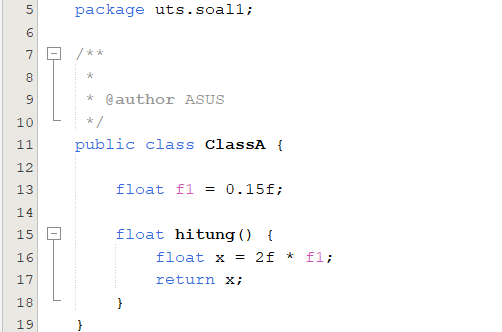 5 package uts.soal1;
6
7 /**
8 *
9 * @author ASUS
10 */
11 public class ClassA {
12
13 float f1 = 0.15f;
14
15 float hitung() {
16 float x = 2f * f1;
17 return x;
18 }
19 }